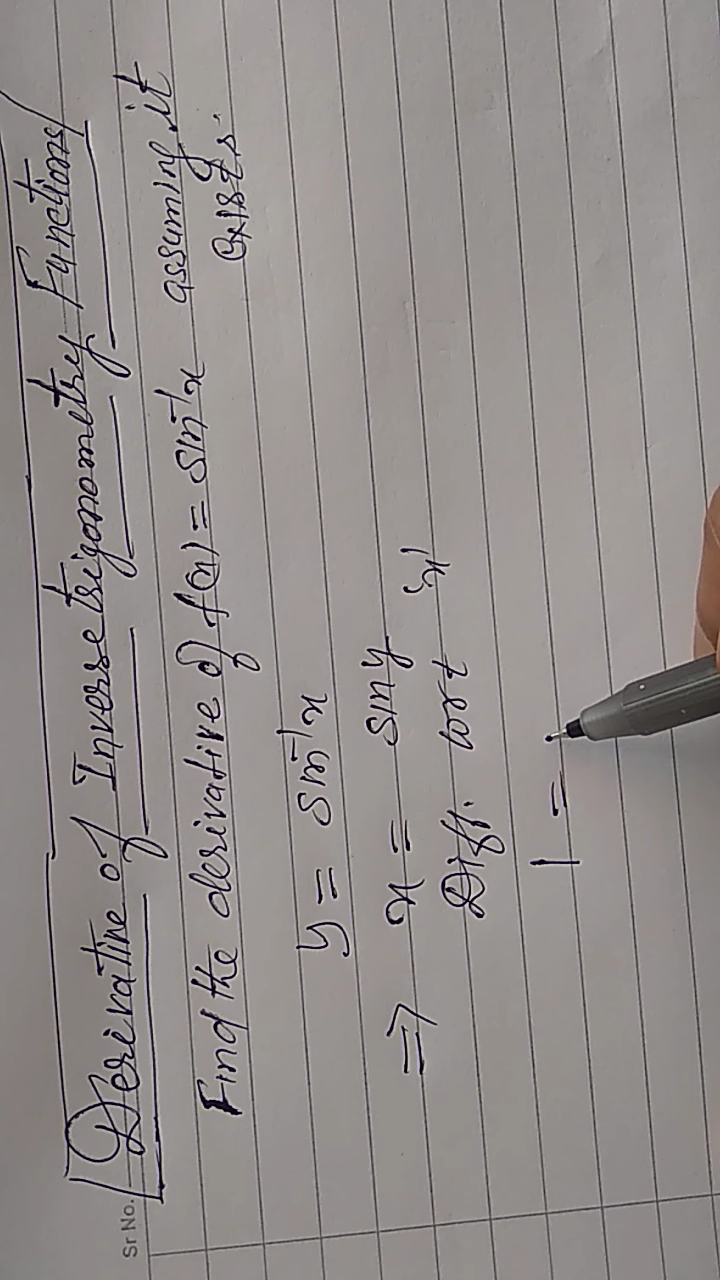 Sr No.
Derivative of Inverse trigonometry Functions
Find the derivative of f(x) = sin⁻¹x assuming it
exists.
y = sin⁻¹x
⇒ x = siny
Diff. wrt 'x'
1 =